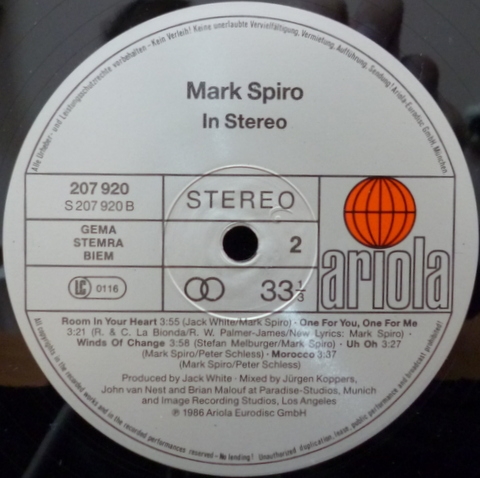 Alle Urheber- und Leistungsschutzrechte vorbehalten - Kein Verleih! Keine unerlaubte Vervielfältigung, Vermietung, Aufführung, Sendung! Ariola-Eurodisc GmbH, München
Mark Spiro
In Stereo
207 920
S 207 920 B
STEREO
GEMA
STEMRA
BIEM
2
ariola
LC 0116
33 1/3
Room In Your Heart 3:55 (Jack White/Mark Spiro) · One For You, One For Me
3:21 (R. & C. La Bionda/R. W. Palmer-James/New Lyrics: Mark Spiro) ·
Winds Of Change 3:58 (Stefan Melburger/Mark Spiro) · Uh Oh 3:27
(Mark Spiro/Peter Schless) · Morocco 3:37
(Mark Spiro/Peter Schless)
Produced by Jack White · Mixed by Jürgen Koppers,
John van Nest and Brian Malouf at Paradise-Studios, Munich
and Image Recording Studios, Los Angeles
℗ 1986 Ariola Eurodisc GmbH
All copyrights existing in the recorded works and in the recorded performances reserved - No lending! Unauthorized duplication, lease, public performance and broadcast prohibited